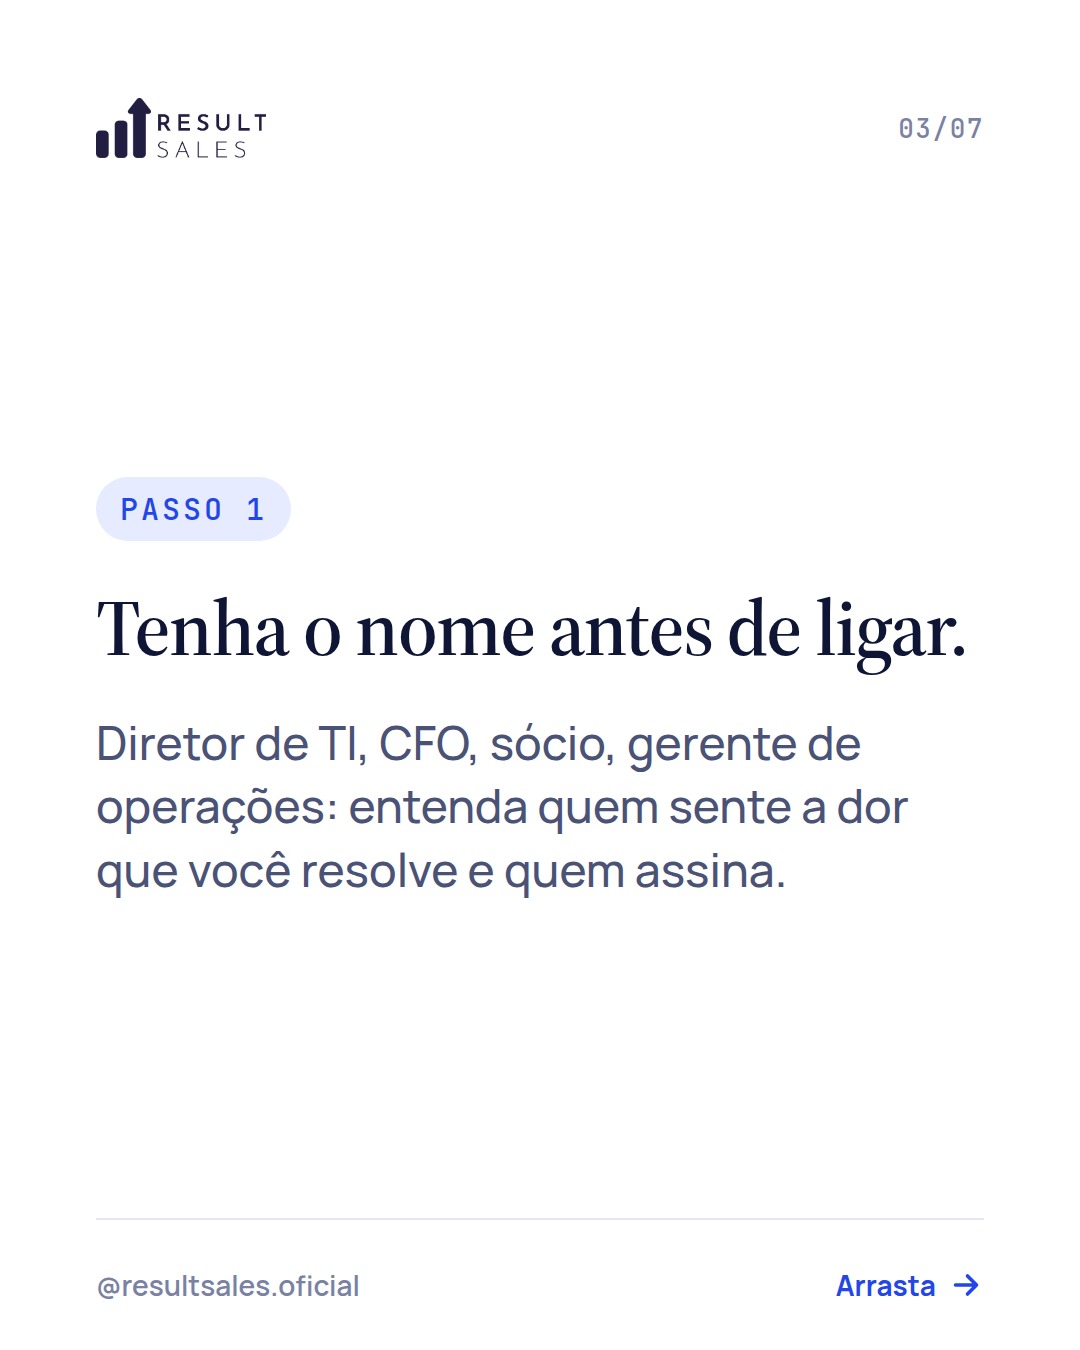 RESULT
SALES
03/07
PASSO 1
Tenha o nome antes de ligar.
Diretor de TI, CFO, sócio, gerente de
operações: entenda quem sente a dor
que você resolve e quem assina.
@resultsales.oficial
Arrasta →